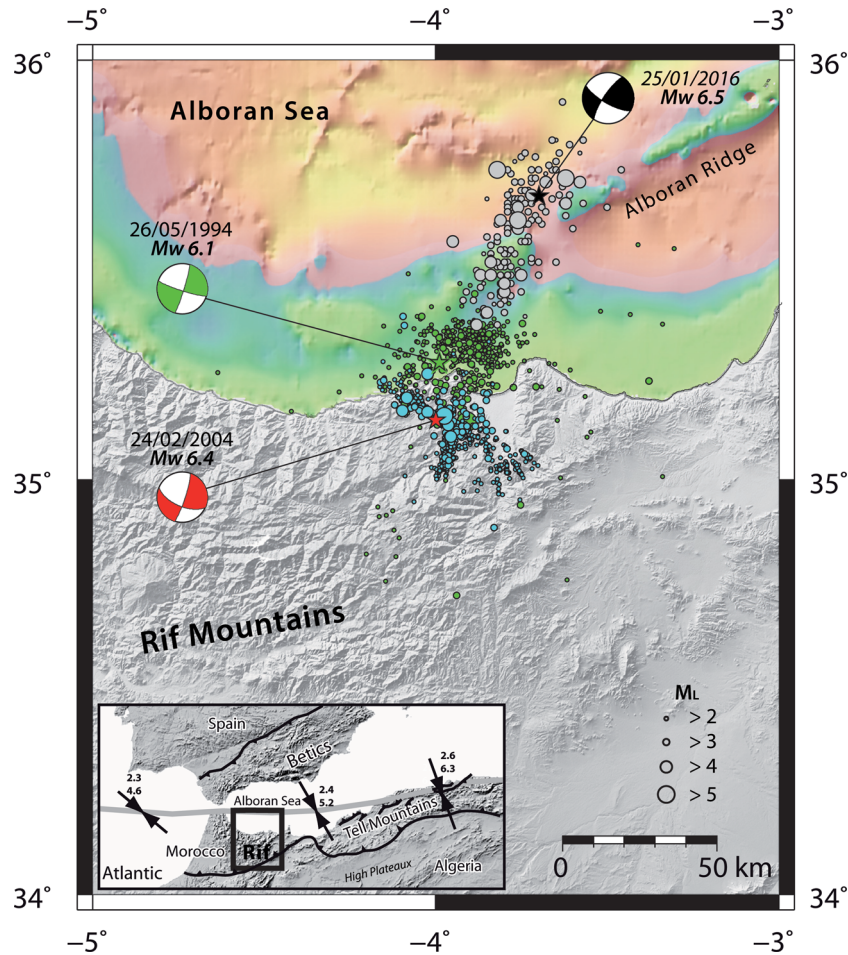 −5° −4° −3°
36° 36°
25/01/2016
Mw 6.5
Alboran Sea
Alboran Ridge
26/05/1994
Mw 6.1
24/02/2004
Mw 6.4
35° 35°
Rif Mountains
ML
> 2
> 3
> 4
> 5
Spain
Betics
2.3
4.6
2.4
5.2
2.6
6.3
Alboran Sea
Tell Mountains
Morocco
Rif
Atlantic
High Plateaux
Algeria
0 50 km
34° 34°
−5° −4° −3°